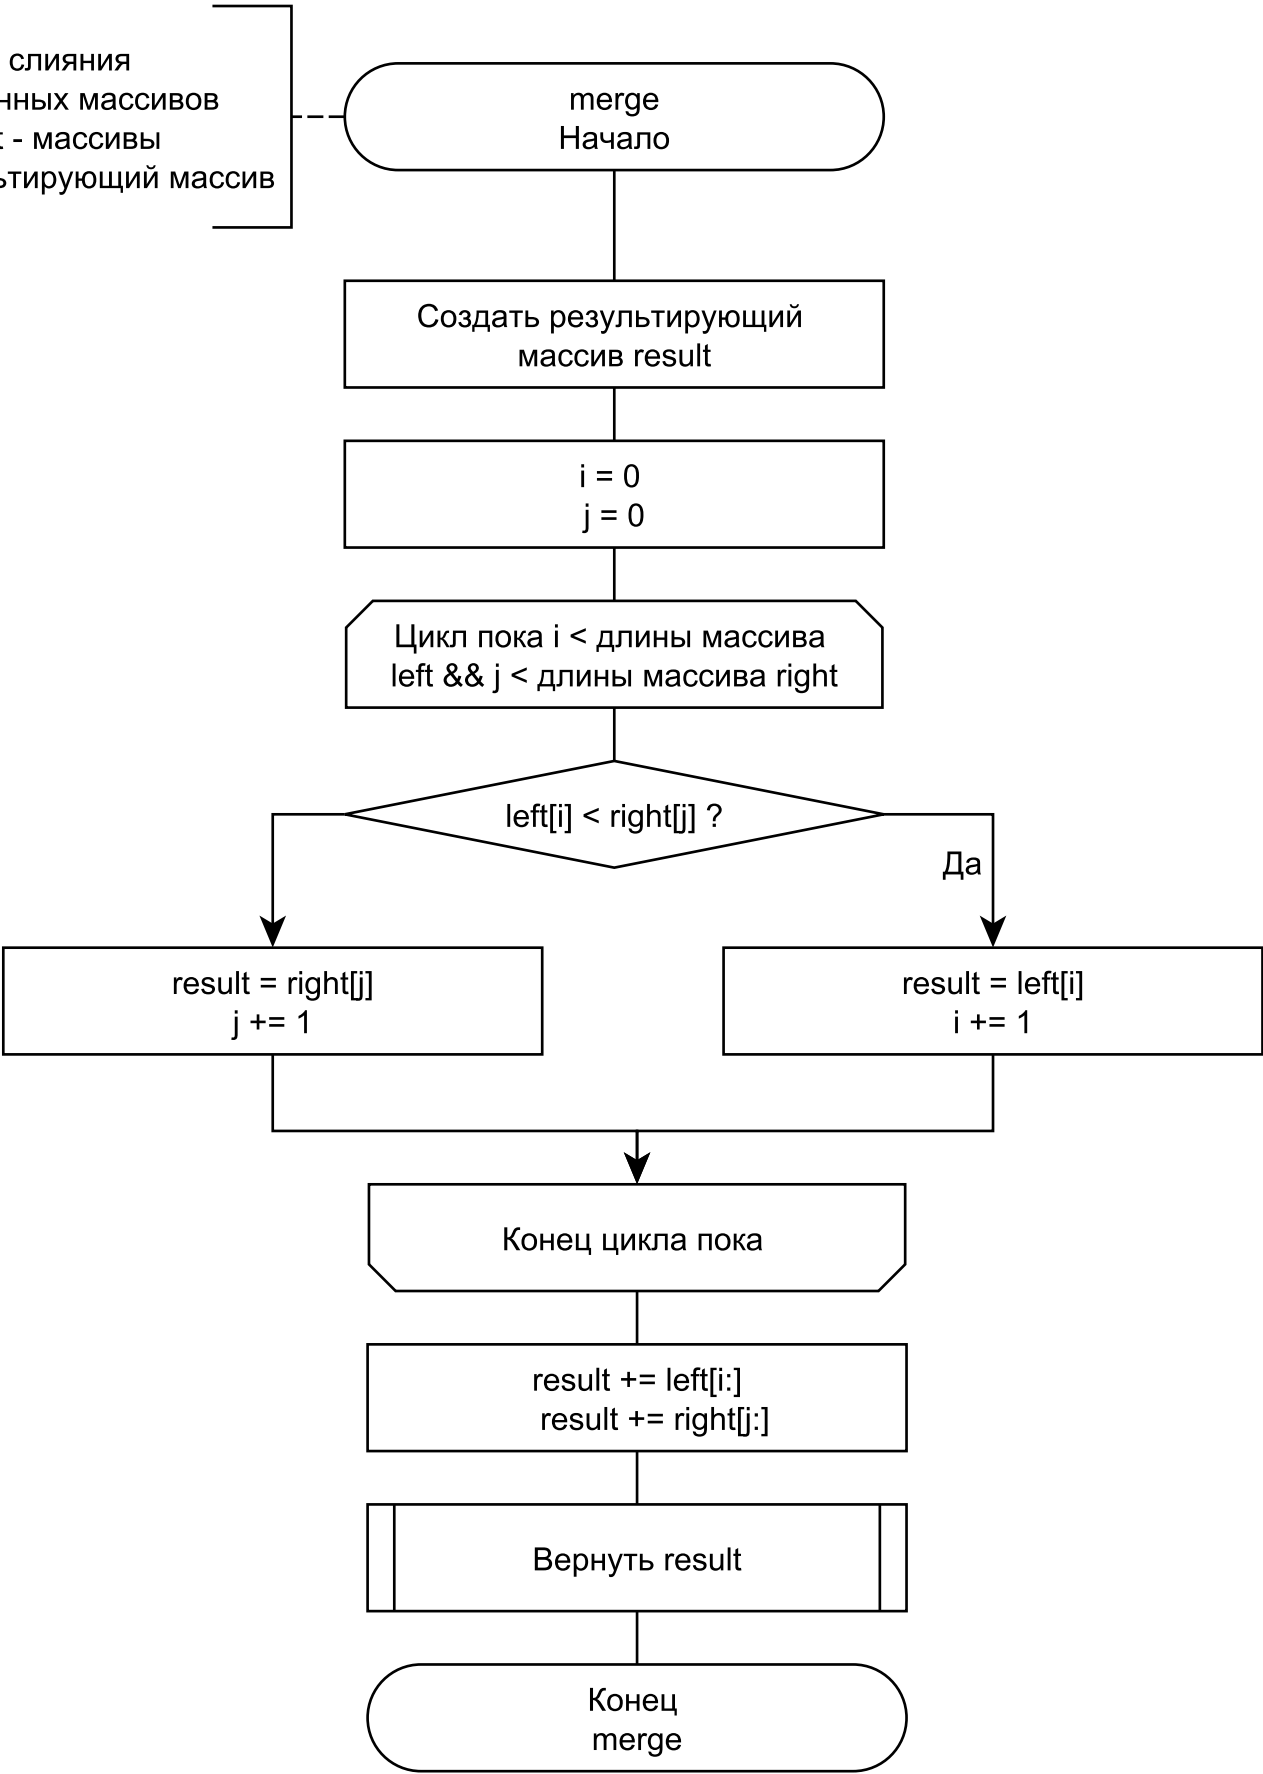 слияния
массивов
- массивы
массив
merge
Начало
Создать результирующий
массив result
i = 0
j = 0
Цикл пока i < длины массива
left && j < длины массива right
left[i] < right[j] ?
Да
result = right[j]
j += 1
result = left[i]
i += 1
Конец цикла пока
result += left[i:]
result += right[j:]
Вернуть result
Конец
merge